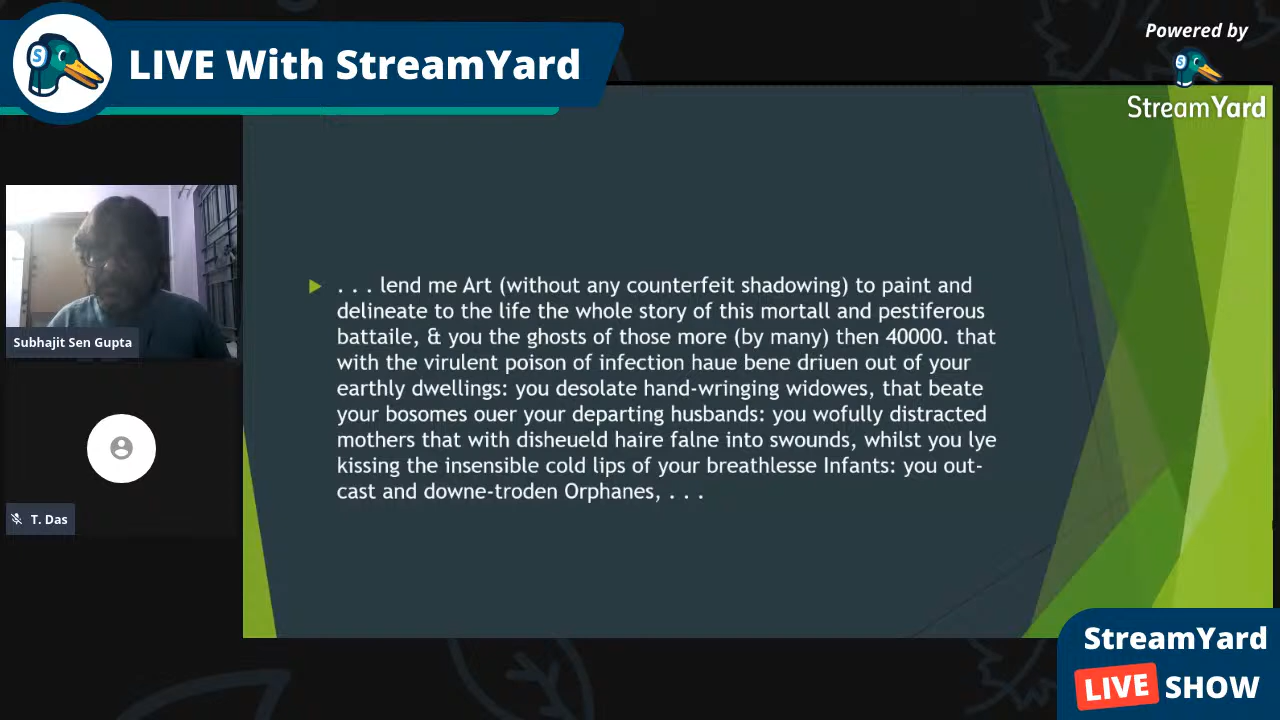 LIVE With StreamYard
Powered by
StreamYard
. . . lend me Art (without any counterfeit shadowing) to paint and
delineate to the life the whole story of this mortall and pestiferous
battaile, & you the ghosts of those more (by many) then 40000. that
with the virulent poison of infection haue bene driuen out of your
earthly dwellings: you desolate hand-wringing widowes, that beate
your bosomes ouer your departing husbands: you wofully distracted
mothers that with disheueld haire falne into swounds, whilst you lye
kissing the insensible cold lips of your breathlesse Infants: you out-
cast and downe-troden Orphanes, . . .
Subhajit Sen Gupta
T. Das
StreamYard
LIVE SHOW